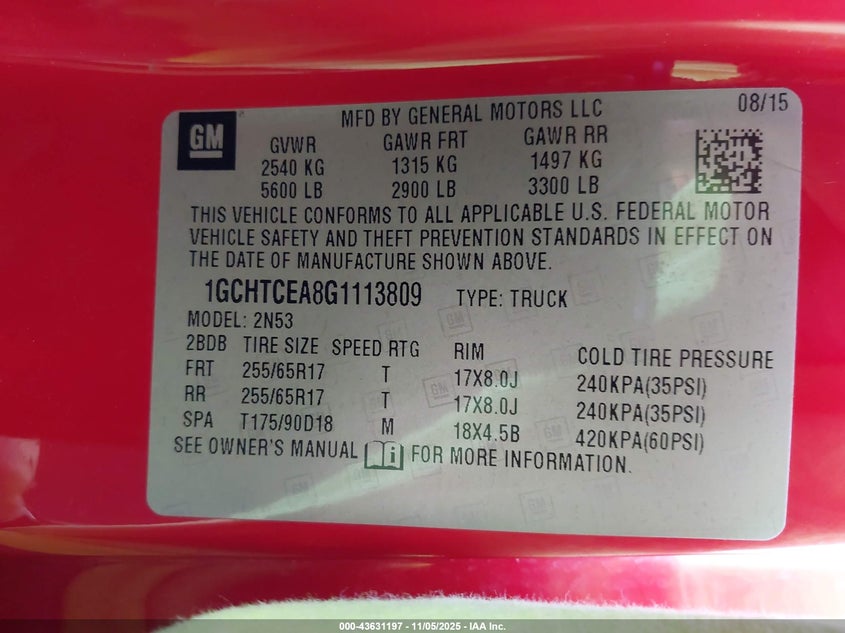 GM
MFD BY GENERAL MOTORS LLC 08/15
GVWR GAWR FRT GAWR RR
2540 KG 1315 KG 1497 KG
5600 LB 2900 LB 3300 LB
THIS VEHICLE CONFORMS TO ALL APPLICABLE U.S. FEDERAL MOTOR
VEHICLE SAFETY AND THEFT PREVENTION STANDARDS IN EFFECT ON
THE DATE OF MANUFACTURE SHOWN ABOVE.
1GCHTCEA8G1113809 TYPE: TRUCK
MODEL: 2N53
2BDB TIRE SIZE SPEED RTG RIM COLD TIRE PRESSURE
FRT 255/65R17 T 17X8.0J 240KPA(35PSI)
RR 255/65R17 T 17X8.0J 240KPA(35PSI)
SPA T175/90D18 M 18X4.5B 420KPA(60PSI)
SEE OWNER'S MANUAL i FOR MORE INFORMATION.
000-43631197 - 11/05/2025 - IAA Inc.